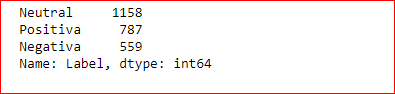 Neutral     1158
Positiva     787
Negativa     559
Name: Label, dtype: int64